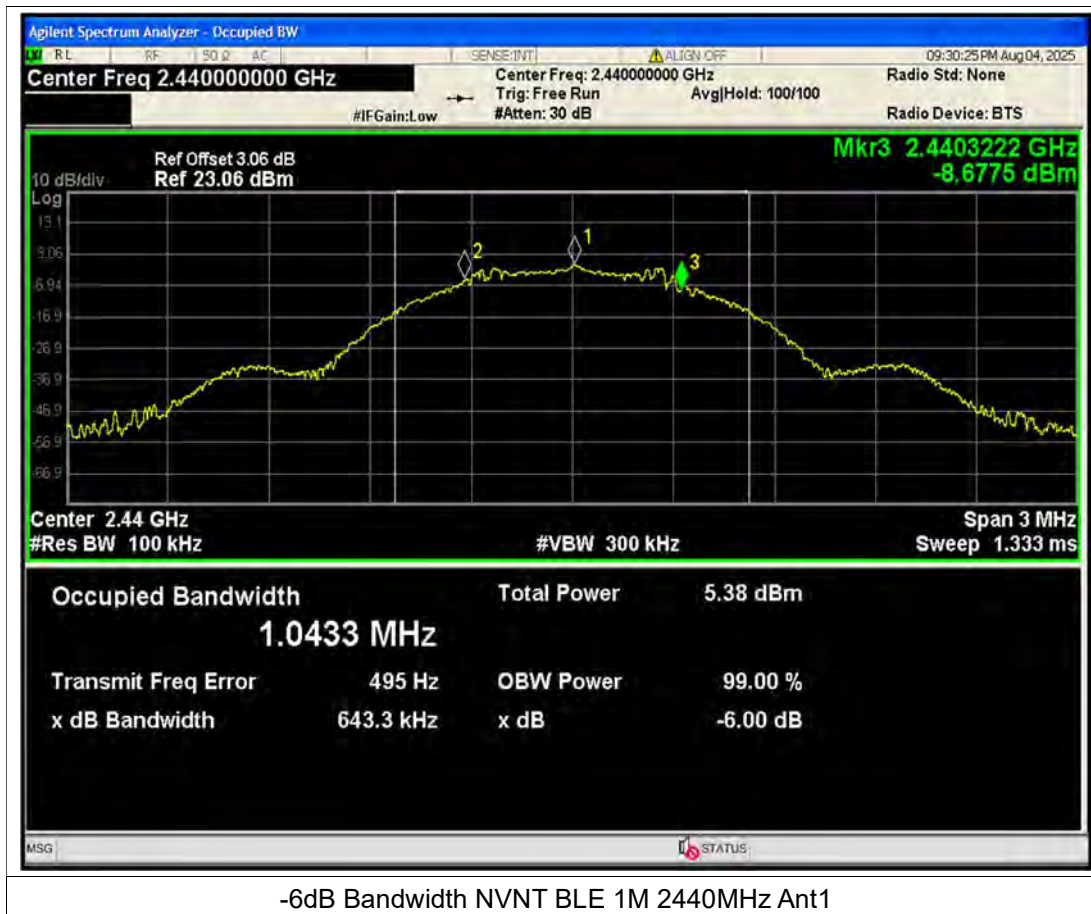 Agilent Spectrum Analyzer - Occupied BW
LXI RL RF 50 Ω AC SENSE:INT ALIGN OFF 09:30:25 PM Aug 04, 2025
Center Freq 2.440000000 GHz Center Freq: 2.440000000 GHz Radio Std: None
Trig: Free Run Avg|Hold: 100/100
#IFGain:Low #Atten: 30 dB Radio Device: BTS
Mkr3 2.4403222 GHz
Ref Offset 3.06 dB
10 dB/div Ref 23.06 dBm -8.6775 dBm
Log
13.1
3.06
-6.94
-16.9
-26.9
-36.9
-46.9
-56.9
-66.9
1
2
3
Center 2.44 GHz Span 3 MHz
#Res BW 100 kHz #VBW 300 kHz Sweep 1.333 ms
Occupied Bandwidth Total Power 5.38 dBm
1.0433 MHz
Transmit Freq Error 495 Hz OBW Power 99.00 %
x dB Bandwidth 643.3 kHz x dB -6.00 dB
MSG STATUS
-6dB Bandwidth NVNT BLE 1M 2440MHz Ant1